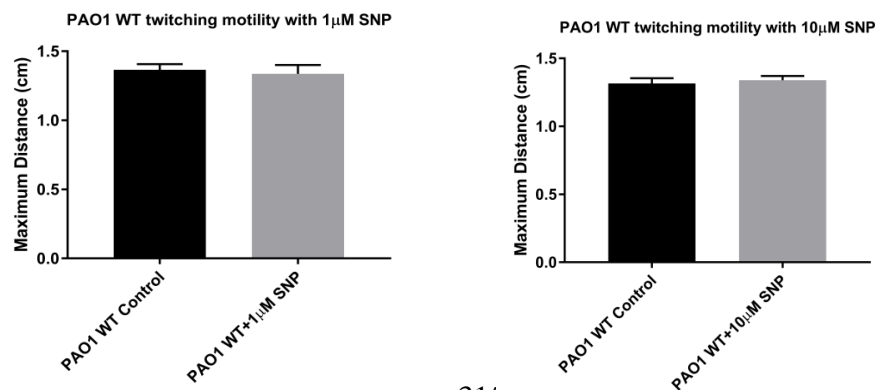 PAO1 WT twitching motility with 1μM SNP
Maximum Distance (cm)
1.5
1.0
0.5
0.0
PAO1 WT Control
PAO1 WT+1μM SNP
PAO1 WT twitching motility with 10μM SNP
Maximum Distance (cm)
1.5
1.0
0.5
0.0
PAO1 WT Control
PAO1 WT+10μM SNP